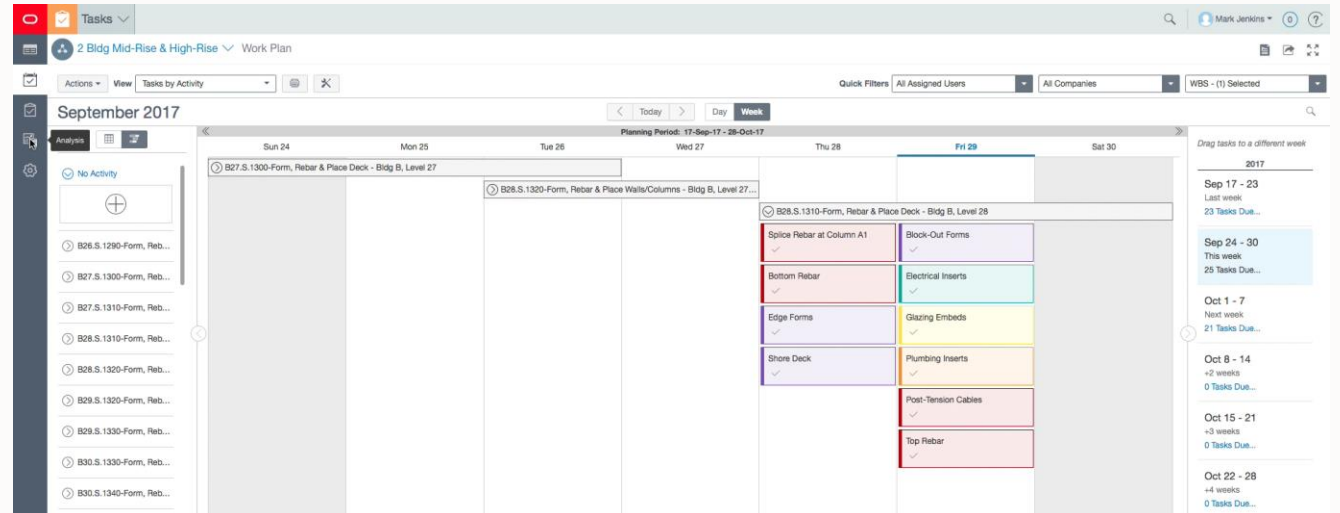 Tasks
Mark Jenkins
0
?
2 Bldg Mid-Rise & High-Rise Work Plan
Actions View Tasks by Activity
Quick Filters All Assigned Users All Companies WBS - (1) Selected
September 2017
Today
Day Week
Analysis
Planning Period: 17-Sep-17 - 28-Oct-17
Sun 24 Mon 25 Tue 26 Wed 27 Thu 28 Fri 29 Sat 30
No Activity
B26.S.1290-Form, Reb...
B27.S.1300-Form, Reb...
B27.S.1310-Form, Reb...
B28.S.1310-Form, Reb...
B28.S.1320-Form, Reb...
B29.S.1320-Form, Reb...
B29.S.1330-Form, Reb...
B30.S.1330-Form, Reb...
B30.S.1340-Form, Reb...
B27.S.1300-Form, Rebar & Place Deck - Bldg B, Level 27
B28.S.1320-Form, Rebar & Place Walls/Columns - Bldg B, Level 27...
B28.S.1310-Form, Rebar & Place Deck - Bldg B, Level 28
Splice Rebar at Column A1
Block-Out Forms
Bottom Rebar
Electrical Inserts
Edge Forms
Glazing Embeds
Shore Deck
Plumbing Inserts
Post-Tension Cables
Top Rebar
Drag tasks to a different week
2017
Sep 17 - 23
Last week
23 Tasks Due...
Sep 24 - 30
This week
25 Tasks Due...
Oct 1 - 7
Next week
21 Tasks Due...
Oct 8 - 14
+2 weeks
0 Tasks Due...
Oct 15 - 21
+3 weeks
0 Tasks Due...
Oct 22 - 28
+4 weeks
0 Tasks Due...